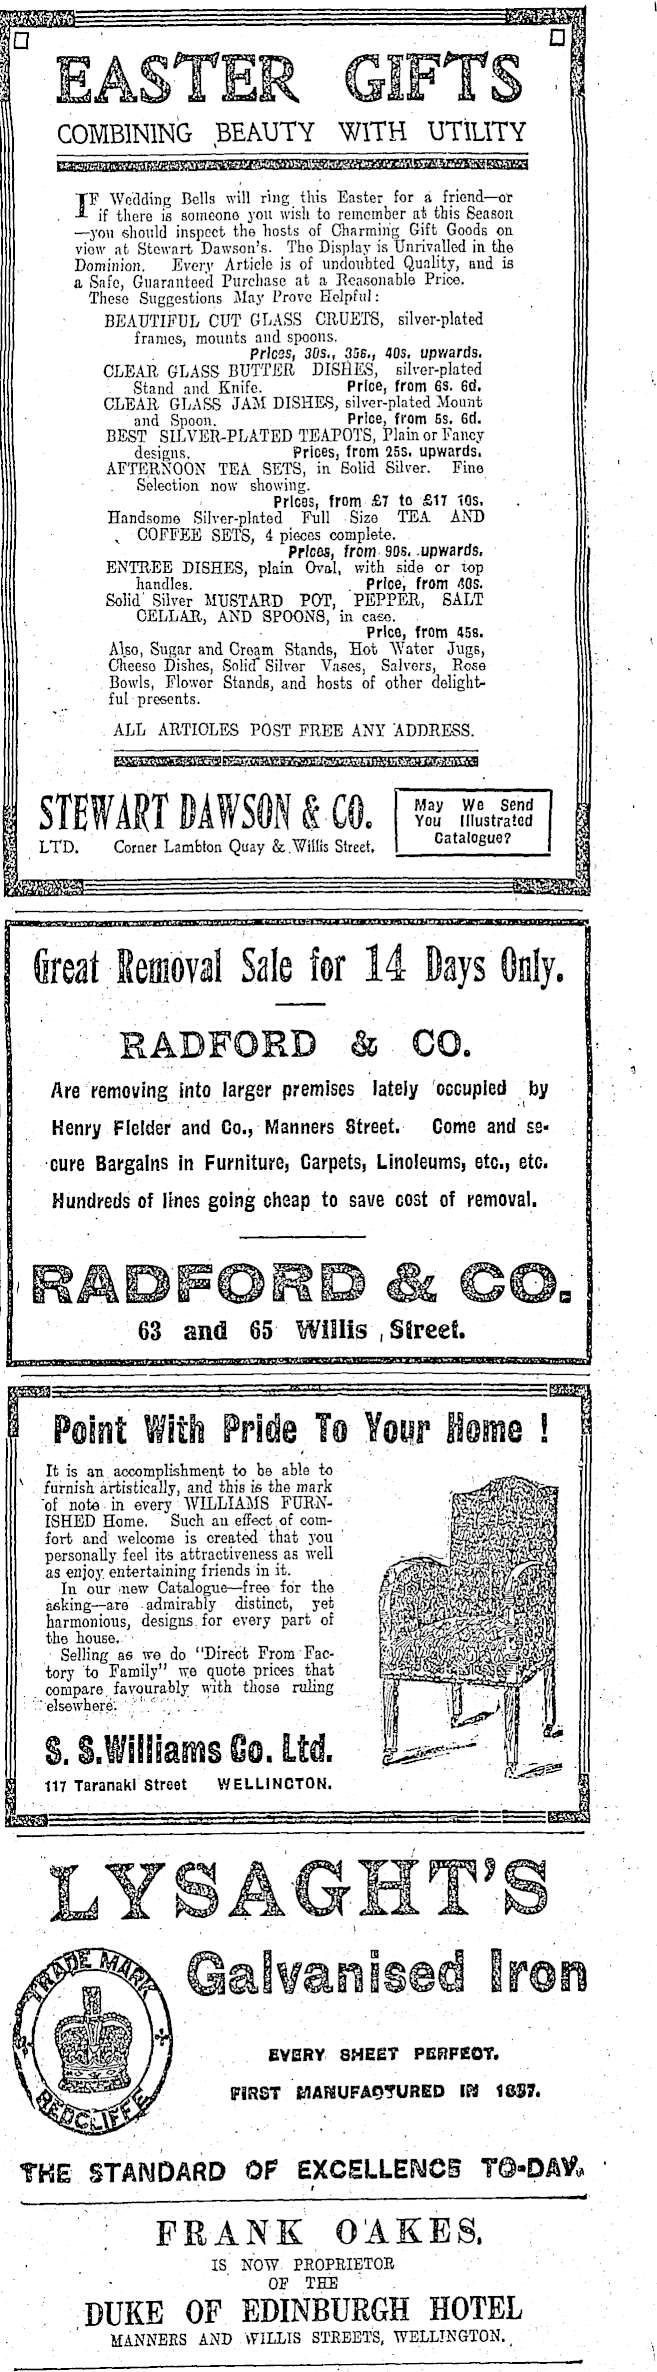 EASTER GIFTS
COMBINING BEAUTY WITH UTILITY
IF Wedding Bells will ring this Easter for a friend—or
if there is someone you wish to remember at this Season
—you should inspect the hosts of Charming Gift Goods on
view at Stewart Dawson's. The Display is Unrivalled in the
Dominion. Every Article is of undoubted Quality, and is
a Safe, Guaranteed Purchase at a Reasonable Price.
These Suggestions May Prove Helpful:
BEAUTIFUL CUT GLASS CRUETS, silver-plated
frames, mounts and spoons.
Prices, 30s., 35s., 40s. upwards.
CLEAR GLASS BUTTER DISHES, silver-plated
Stand and Knife. Price, from 6s. 6d.
CLEAR GLASS JAM DISHES, silver-plated Mount
and Spoon. Price, from 5s. 6d.
BEST SILVER-PLATED TEAPOTS, Plain or Fancy
designs. Prices, from 25s. upwards.
AFTERNOON TEA SETS, in Solid Silver. Fine
Selection now showing.
Prices, from £7 to £17 10s.
Handsome Silver-plated Full Size TEA AND
COFFEE SETS, 4 pieces complete.
Prices, from 90s. upwards.
ENTREE DISHES, plain Oval, with side or top
handles. Price, from 40s.
Solid Silver MUSTARD POT, PEPPER, SALT
CELLAR, AND SPOONS, in case.
Price, from 45s.
Also, Sugar and Cream Stands, Hot Water Jugs,
Cheese Dishes, Solid Silver Vases, Salvers, Rose
Bowls, Flower Stands, and hosts of other delight-
ful presents.
ALL ARTICLES POST FREE ANY ADDRESS.
STEWART DAWSON & CO.
LTD. Corner Lambton Quay & Willis Street.
May We Send
You Illustrated
Catalogue?
Great Removal Sale for 14 Days Only.
RADFORD & CO.
Are removing into larger premises lately occupied by
Henry Fielder and Co., Manners Street. Come and se-
cure Bargains in Furniture, Carpets, Linoleums, etc., etc.
Hundreds of lines going cheap to save cost of removal.
RADFORD & CO.
63 and 65 Willis Street.
Point With Pride To Your Home!
It is an accomplishment to be able to
furnish artistically, and this is the mark
of note in every WILLIAMS FURN-
ISHED Home. Such an effect of com-
fort and welcome is created that you
personally feel its attractiveness as well
as enjoy entertaining friends in it.
In our new Catalogue—free for the
asking—are admirably distinct, yet
harmonious, designs for every part of
the house.
Selling as we do "Direct From Fac-
tory to Family" we quote prices that
compare favourably with those ruling
elsewhere.
S. S. Williams Co. Ltd.
117 Taranaki Street WELLINGTON.
LYSAGHT'S
Galvanised Iron
TRADE MARK
REDCLIFFE
EVERY SHEET PERFECT.
FIRST MANUFACTURED IN 1857.
THE STANDARD OF EXCELLENCE TO-DAY.
FRANK OAKES,
IS NOW PROPRIETOR
OF THE
DUKE OF EDINBURGH HOTEL
MANNERS AND WILLIS STREETS, WELLINGTON.